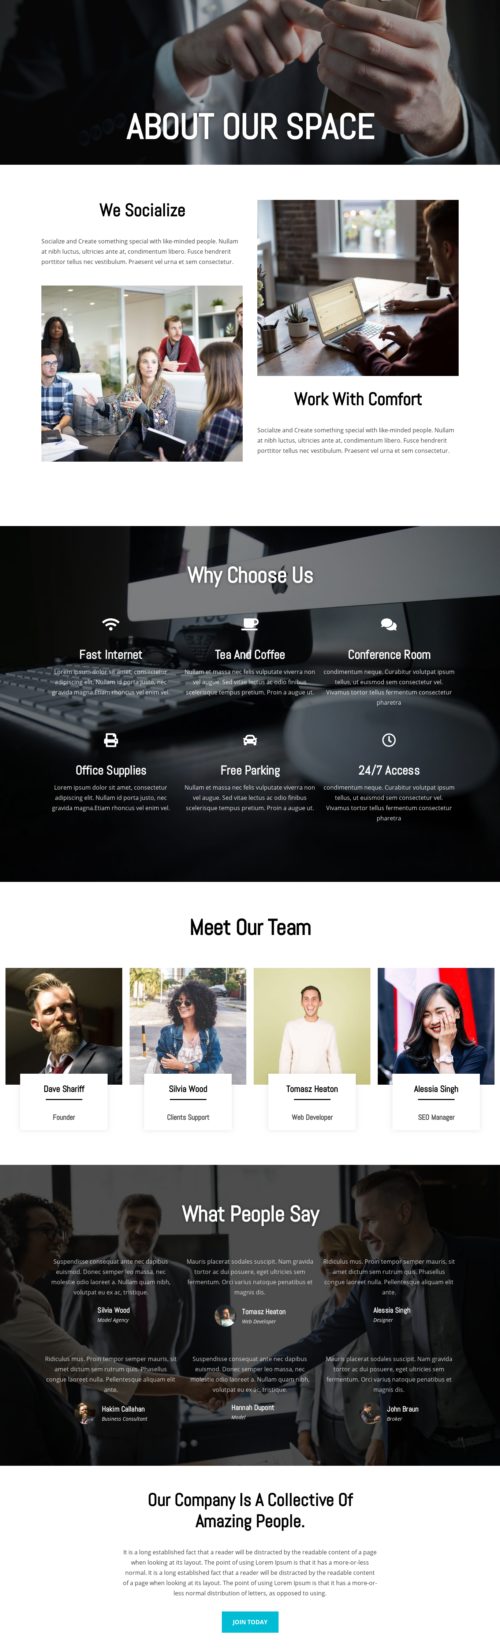 ABOUT OUR SPACE
We Socialize
Socialize and Create something special with like-minded people. Nullam
at nibh luctus, ultricies ante at, condimentum libero. Fusce hendrerit
porttitor tellus nec vestibulum. Praesent vel urna et sem consectetur.
Work With Comfort
Socialize and Create something special with like-minded people. Nullam
at nibh luctus, ultricies ante at, condimentum libero. Fusce hendrerit
porttitor tellus nec vestibulum. Praesent vel urna et sem consectetur.
Why Choose Us
Fast Internet
Lorem ipsum dolor sit amet, consectetur
adipiscing elit. Nullam id porta justo, nec
gravida magna.Etiam rhoncus vel enim vel.
Tea And Coffee
Nullam et massa nec felis vulputate viverra non
vel augue. Sed vitae lectus ac odio finibus
scelerisque tempus pretium. Proin a augue ut.
Conference Room
condimentum neque. Curabitur volutpat ipsum
tellus, ut euismod sem consectetur vel.
Vivamus tortor tellus fermentum consectetur
pharetra
Office Supplies
Lorem ipsum dolor sit amet, consectetur
adipiscing elit. Nullam id porta justo, nec
gravida magna.Etiam rhoncus vel enim vel.
Free Parking
Nullam et massa nec felis vulputate viverra non
vel augue. Sed vitae lectus ac odio finibus
scelerisque tempus pretium. Proin a augue ut.
24/7 Access
condimentum neque. Curabitur volutpat ipsum
tellus, ut euismod sem consectetur vel.
Vivamus tortor tellus fermentum consectetur
pharetra
Meet Our Team
Dave Shariff
Founder
Silvia Wood
Clients Support
Tomasz Heaton
Web Developer
Alessia Singh
SEO Manager
What People Say
Suspendisse consequat ante nec dapibus
euismod. Donec semper leo massa, nec
molestie odio laoreet a. Nullam quam nibh,
volutpat eu ex ac, tristique.
Silvia Wood
Model Agency
Mauris placerat sodales suscipit. Nam gravida
tortor ac dui posuere, eget ultricies sem
fermentum. Orci varius natoque penatibus et
magnis dis.
Tomasz Heaton
Web Developer
Ridiculus mus. Proin tempor semper mauris, sit
amet dictum sem rutrum quis. Phasellus
congue laoreet nulla. Pellentesque aliquam elit
ante.
Alessia Singh
Designer
Ridiculus mus. Proin tempor semper mauris, sit
amet dictum sem rutrum quis. Phasellus
congue laoreet nulla. Pellentesque aliquam elit
ante.
Hakim Callahan
Business Consultant
Suspendisse consequat ante nec dapibus
euismod. Donec semper leo massa, nec
molestie odio laoreet a. Nullam quam nibh,
volutpat eu ex ac, tristique.
Hannah Dupont
Model
Mauris placerat sodales suscipit. Nam gravida
tortor ac dui posuere, eget ultricies sem
fermentum. Orci varius natoque penatibus et
magnis dis.
John Braun
Broker
Our Company Is A Collective Of
Amazing People.
It is a long established fact that a reader will be distracted by the readable content of a page
when looking at its layout. The point of using Lorem Ipsum is that it has a more-or-less
normal. It is a long established fact that a reader will be distracted by the readable content
of a page when looking at its layout. The point of using Lorem Ipsum is that it has a more-or-
less normal distribution of letters, as opposed to using.
JOIN TODAY